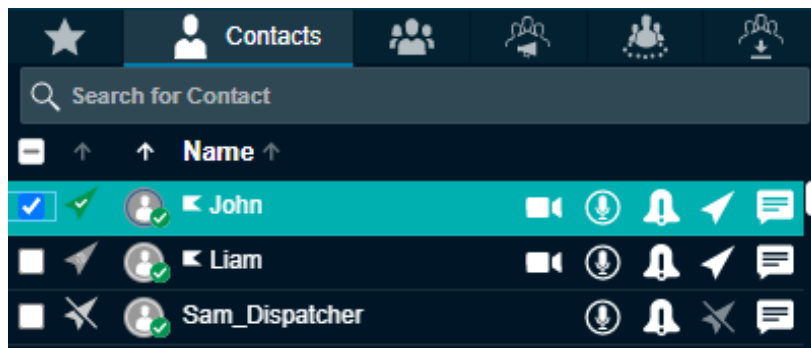 Contacts
Search for Contact
Name
John
Liam
Sam_Dispatcher